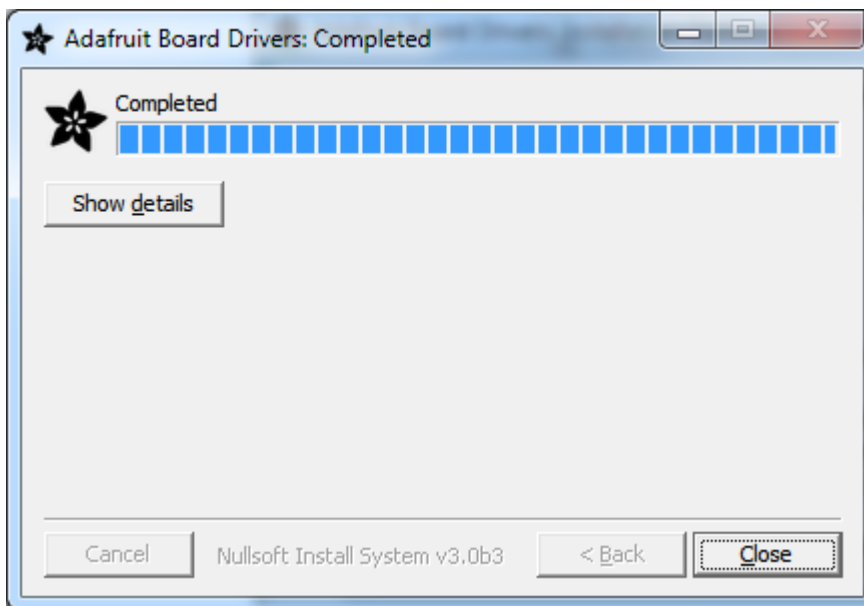 Adafruit Board Drivers: Completed
Completed
Show details
Cancel
Nullsoft Install System v3.0b3
< Back
Close